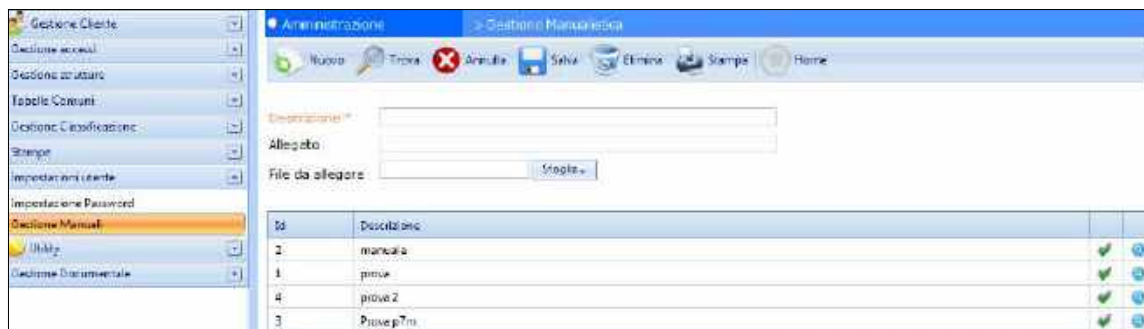 Gestione Cliente
Gestione accessi
Gestione strutture
Tabelle Comuni
Gestione Classificazione
Stampe
Impostazioni utente
Impostazione Password
Gestione Manuali
Utility
Gestione Documentale
Amministrazione > Gestione Manualistica
Nuovo Trova Annulla Salva Elimina Stampa Home
Descrizione *
Allegato
File da allegare Sfoglia...
Id Descrizione
2 manuale
1 prova
4 prova 2
3 Prova p7m